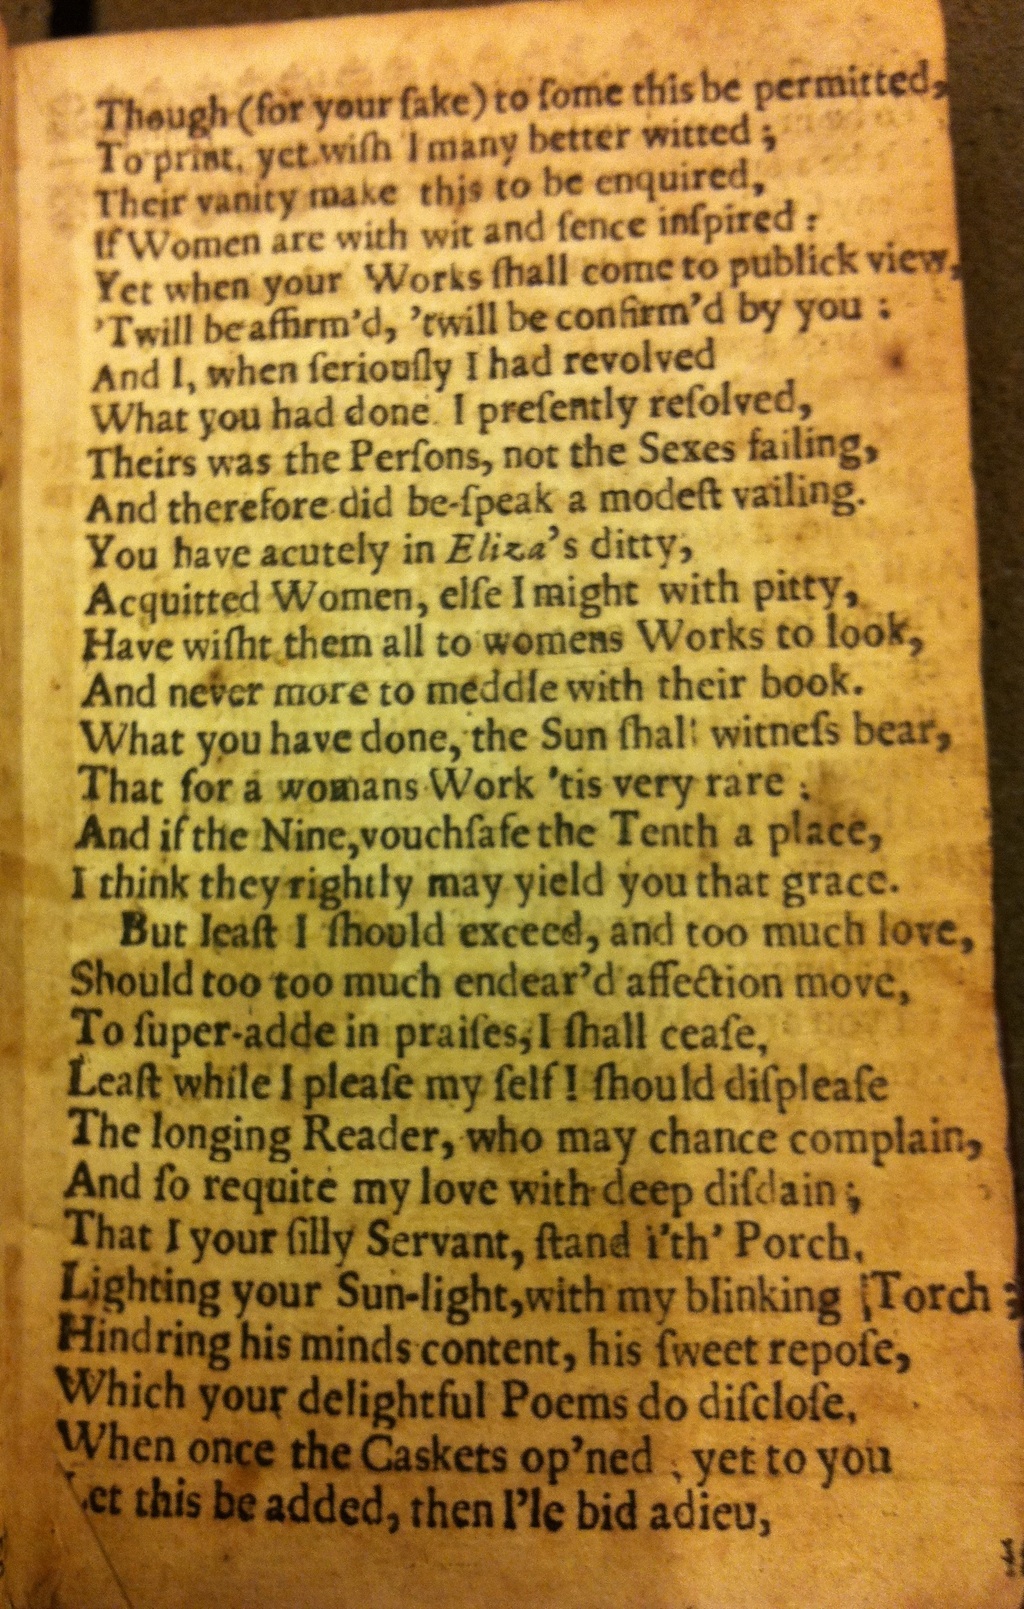 Though (for your ſake) to ſome this be permitted,
To print, yet wiſh I many better witted ;
Their vanity make this to be enquired,
If Women are with wit and ſence inſpired :
Yet when your Works ſhall come to publick view,
'Twill be affirm'd, 'twill be confirm'd by you :
And I, when ſeriouſly I had revolved
What you had done. I preſently reſolved,
Theirs was the Perſons, not the Sexes failing,
And therefore did be-ſpeak a modeſt vailing.
You have acutely in Eliza's ditty,
Acquitted Women, elſe I might with pitty,
Have wiſht them all to womens Works to look,
And never more to meddle with their book.
What you have done, the Sun ſhall witneſs bear,
That for a womans Work 'tis very rare ;
And if the Nine, vouchſafe the Tenth a place,
I think they rightly may yield you that grace.
But leaſt I ſhould exceed, and too much love,
Should too too much endear'd affection move,
To ſuper-adde in praiſes, I ſhall ceaſe,
Leaſt while I pleaſe my ſelf ! ſhould diſpleaſe
The longing Reader, who may chance complain,
And ſo requite my love with deep diſdain ;
That I your ſilly Servant, ſtand i'th' Porch,
Lighting your Sun-light, with my blinking Torch ;
Hindring his minds content, his ſweet repoſe,
Which your delightful Poems do diſcloſe,
When once the Caskets op'ned , yet to you
Let this be added, then I'le bid adieu,